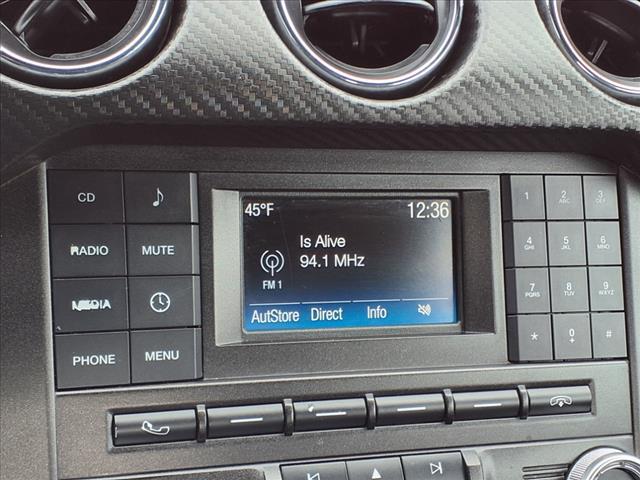 CD
RADIO MUTE
MEDIA
PHONE MENU
45°F 12:36
Is Alive
94.1 MHz
FM 1
AutoStore Direct Info
1 2 ABC 3 DEF
4 GHI 5 JKL 6 MNO
7 PQRS 8 TUV 9 WXYZ
* 0 #